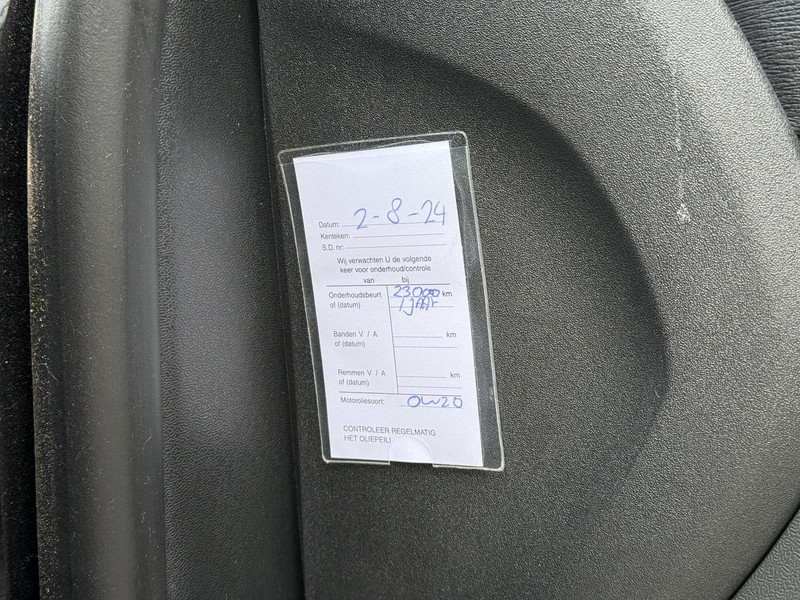 Datum: 2-8-24
Kenteken:
S.D. nr:
Wij verwachten U de volgende
keer voor onderhoud/controle
van bij
Onderhoudsbeurt 23000 km
of (datum) 1 JAAR
Banden V / A km
of (datum)
Remmen V / A km
of (datum)
Motoroliesoort: 0W20
CONTROLEER REGELMATIG
HET OLIEPEIL!